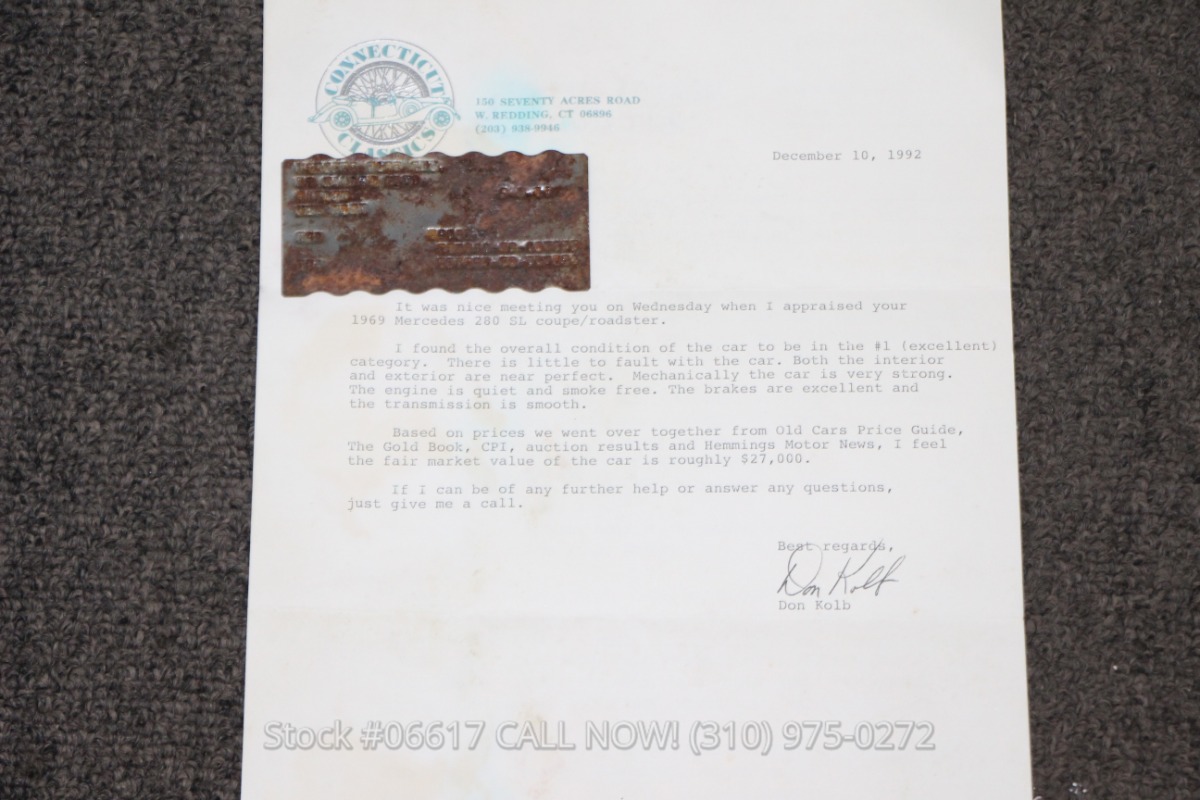 CONNECTICUT
CLASSICS
150 SEVENTY ACRES ROAD
W. REDDING, CT 06896
(203) 938-9946
December 10, 1992
It was nice meeting you on Wednesday when I appraised your
1969 Mercedes 280 SL coupe/roadster.
I found the overall condition of the car to be in the #1 (excellent)
category. There is little to fault with the car. Both the interior
and exterior are near perfect. Mechanically the car is very strong.
The engine is quiet and smoke free. The brakes are excellent and
the transmission is smooth.
Based on prices we went over together from Old Cars Price Guide,
The Gold Book, CPI, auction results and Hemmings Motor News, I feel
the fair market value of the car is roughly $27,000.
If I can be of any further help or answer any questions,
just give me a call.
Best regards,
Don Kolb
Don Kolb
Stock #06617 CALL NOW! (310) 975-0272